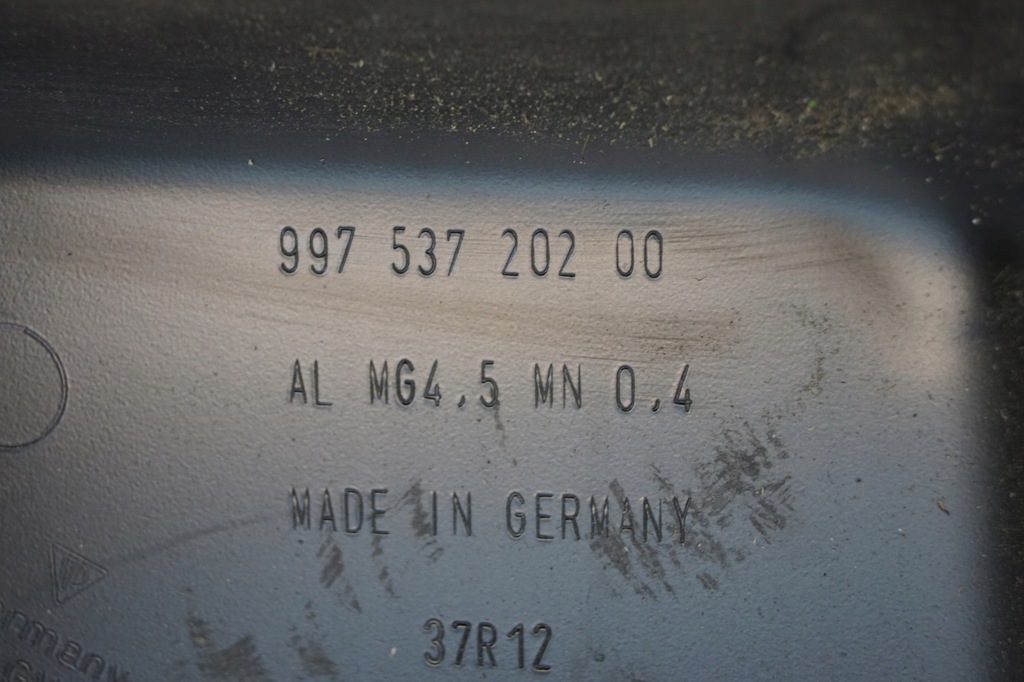 997 537 202 00
AL MG4.5 MN 0.4
MADE IN GERMANY
37R12